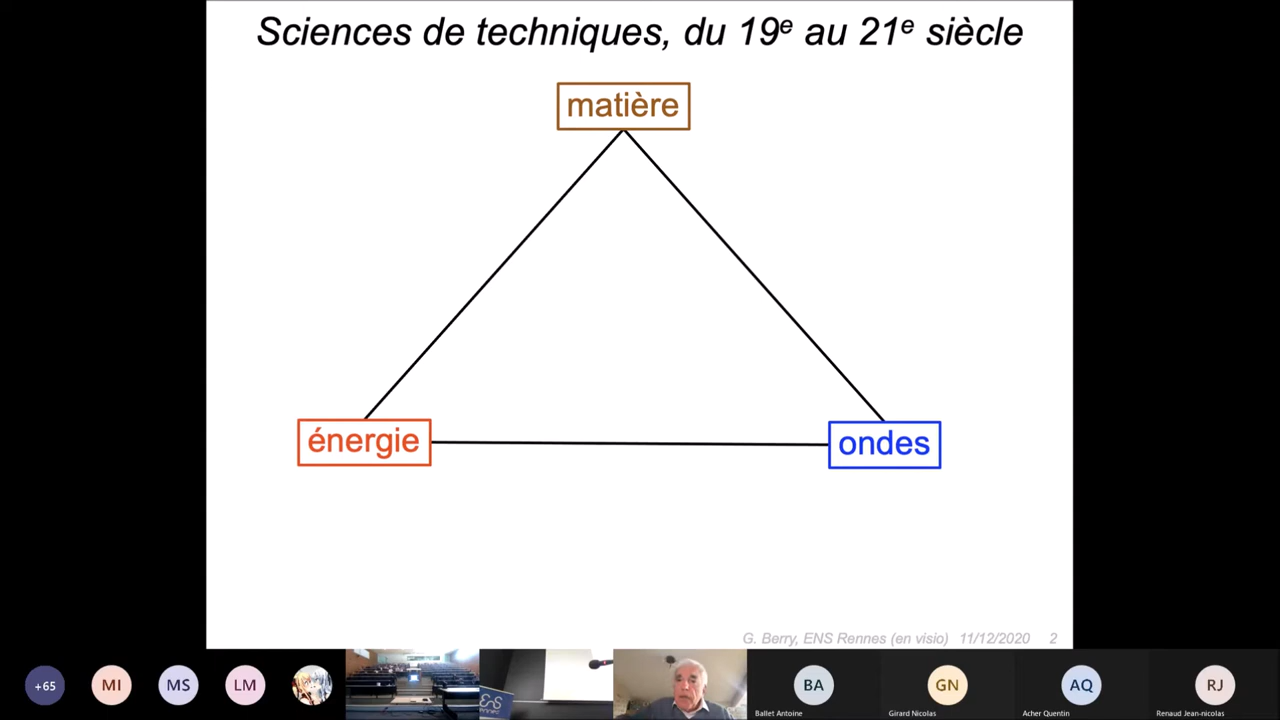 Sciences de techniques, du 19e au 21e siècle
matière
énergie
ondes
G. Berry, ENS Rennes (en visio) 11/12/2020 2
+65
MI
MS
LM
ens
BA
GN
AQ
RJ
Ballet Antoine
Girard Nicolas
Acher Quentin
Renaud Jean-nicolas